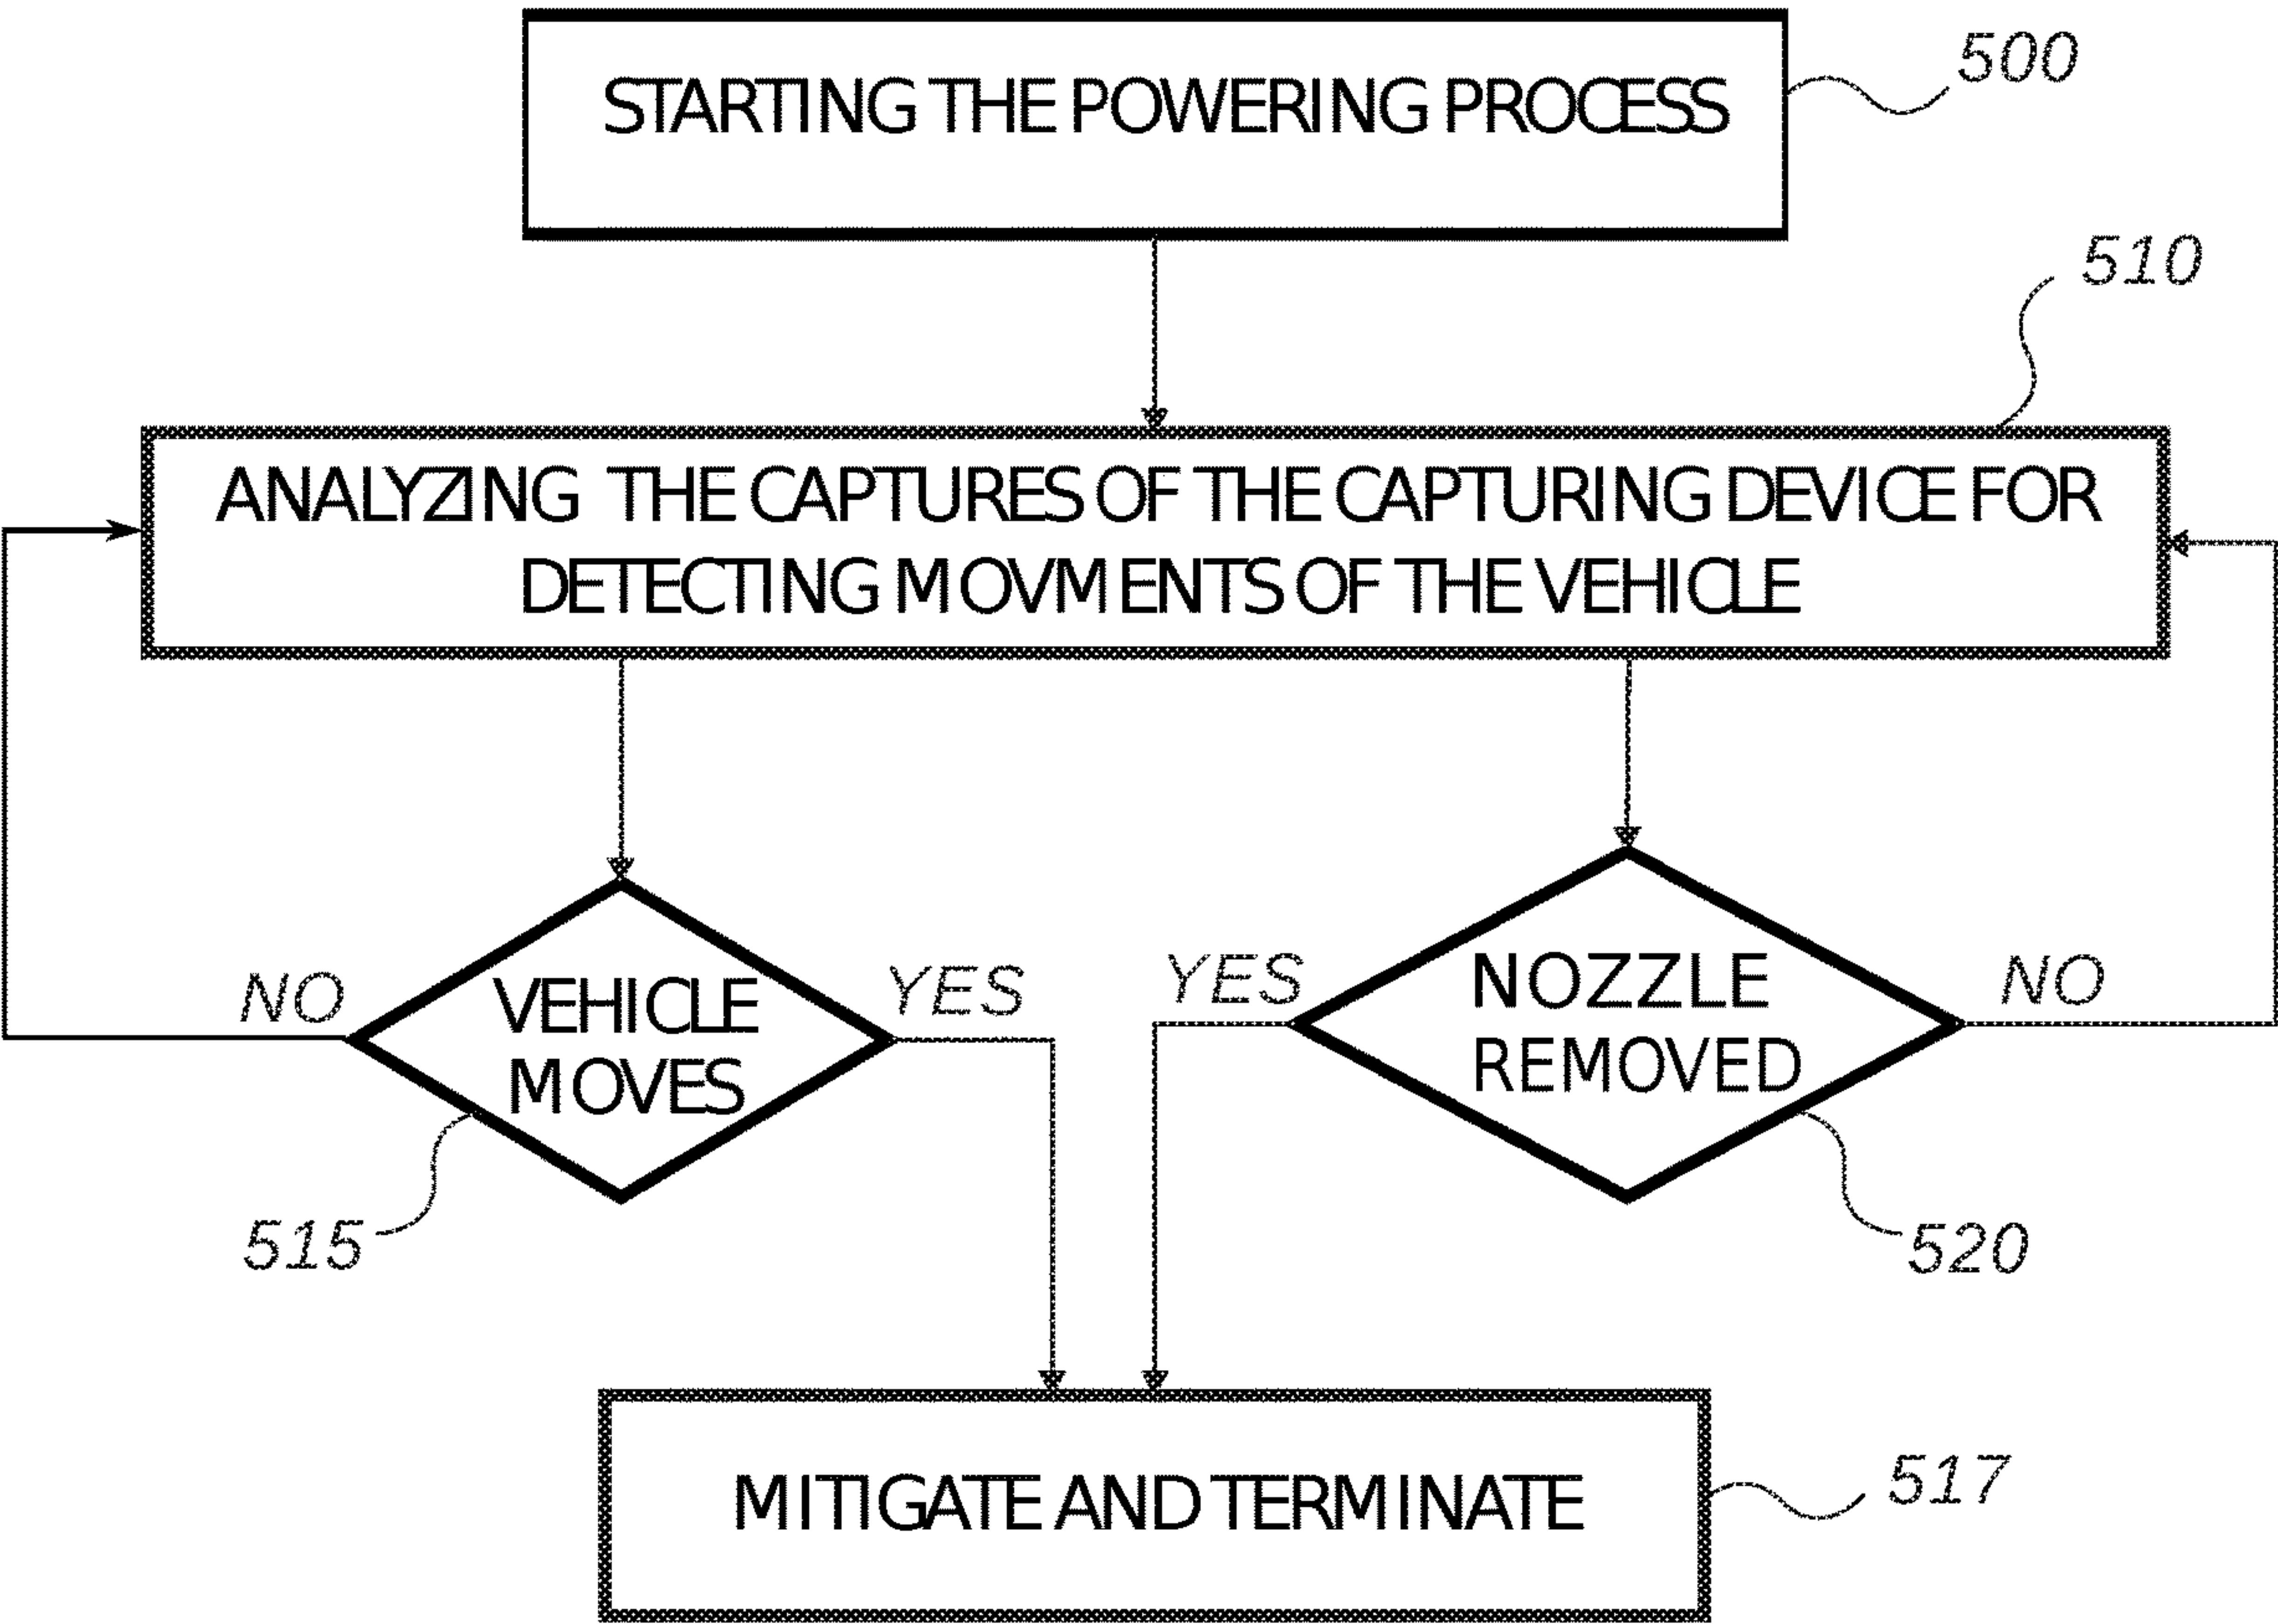 STARTING THE POWERING PROCESS
500
510
ANALYZING THE CAPTURES OF THE CAPTURING DEVICE FOR
DETECTING MOVMENTS OF THE VEHICLE
NO
VEHICLE
MOVES
YES
YES
NOZZLE
REMOVED
NO
515
520
MITIGATE AND TERMINATE
517